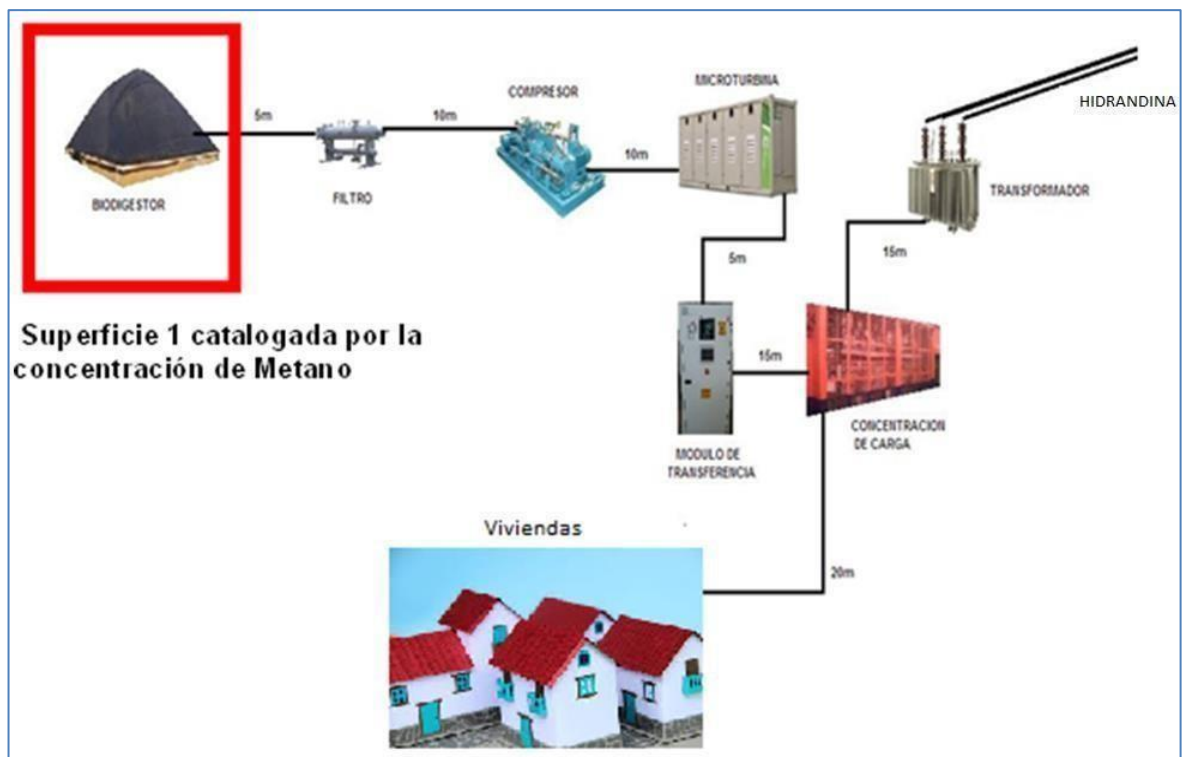 MICROTURBINA
COMPRESOR
HIDRANDINA
5m
10m
10m
TRANSFORMADOR
BIODIGESTOR
FILTRO
5m
15m
Superficie 1 catalogada por la
concentración de Metano
15m
CONCENTRACION
DE CARGA
MODULO DE
TRANSFERENCIA
Viviendas
20m